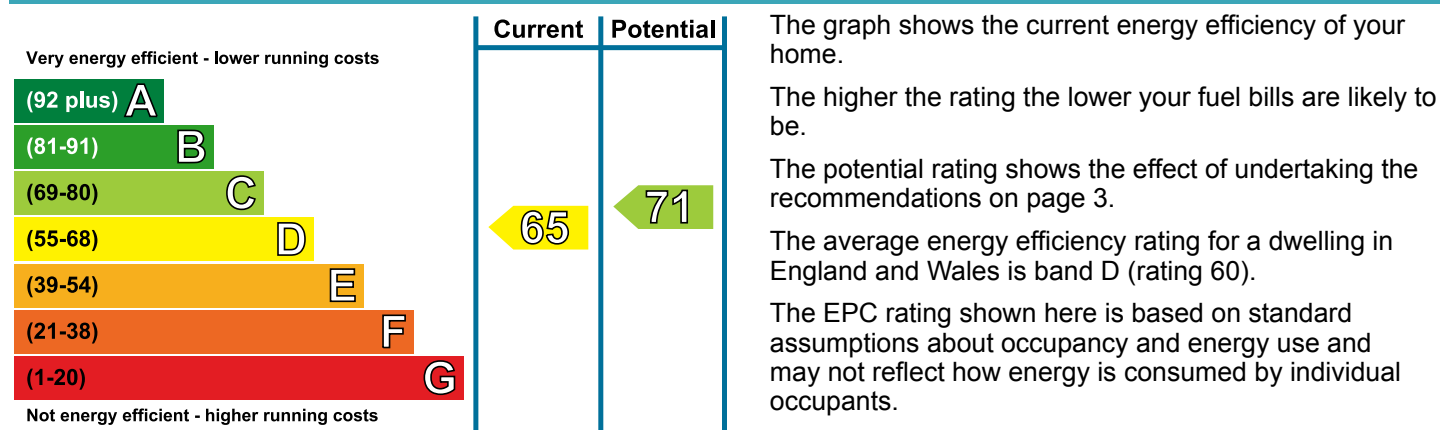 Current Potential
Very energy efficient - lower running costs
(92 plus) A
(81-91) B
(69-80) C
(55-68) D
(39-54) E
(21-38) F
(1-20) G
Not energy efficient - higher running costs
65
71
The graph shows the current energy efficiency of your
home.
The higher the rating the lower your fuel bills are likely to
be.
The potential rating shows the effect of undertaking the
recommendations on page 3.
The average energy efficiency rating for a dwelling in
England and Wales is band D (rating 60).
The EPC rating shown here is based on standard
assumptions about occupancy and energy use and
may not reflect how energy is consumed by individual
occupants.